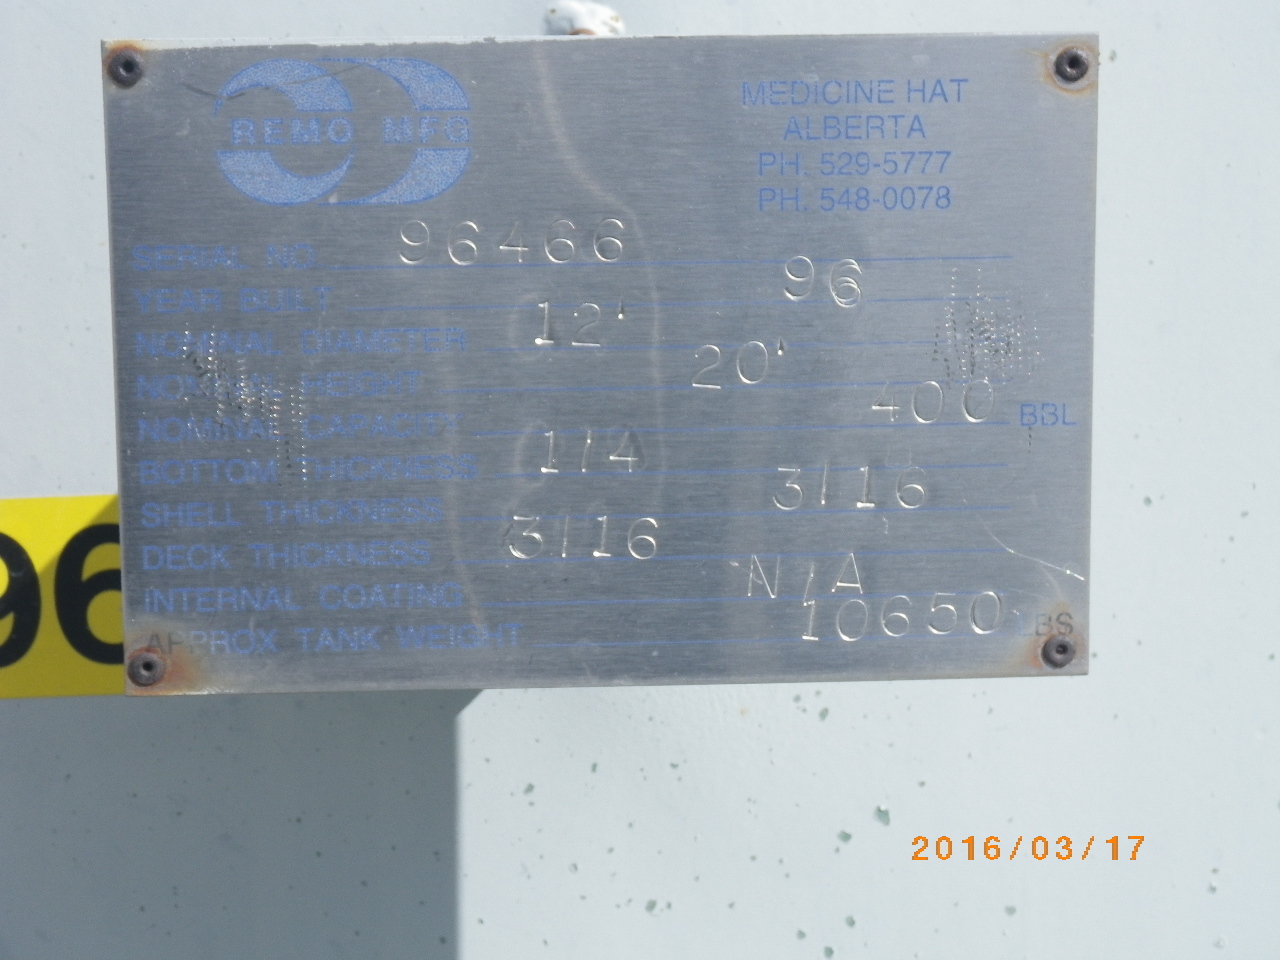 REMO MFG
MEDICINE HAT
ALBERTA
PH. 529-5777
PH. 548-0078
SERIAL NO. 96466
YEAR BUILT 96
NOMINAL DIAMETER 12'
NOMINAL HEIGHT 20'
NOMINAL CAPACITY 400 BBL
BOTTOM THICKNESS 1/4
SHELL THICKNESS 3/16
DECK THICKNESS 3/16
INTERNAL COATING N/A
APPROX TANK WEIGHT 10650 LBS
96
2016/03/17